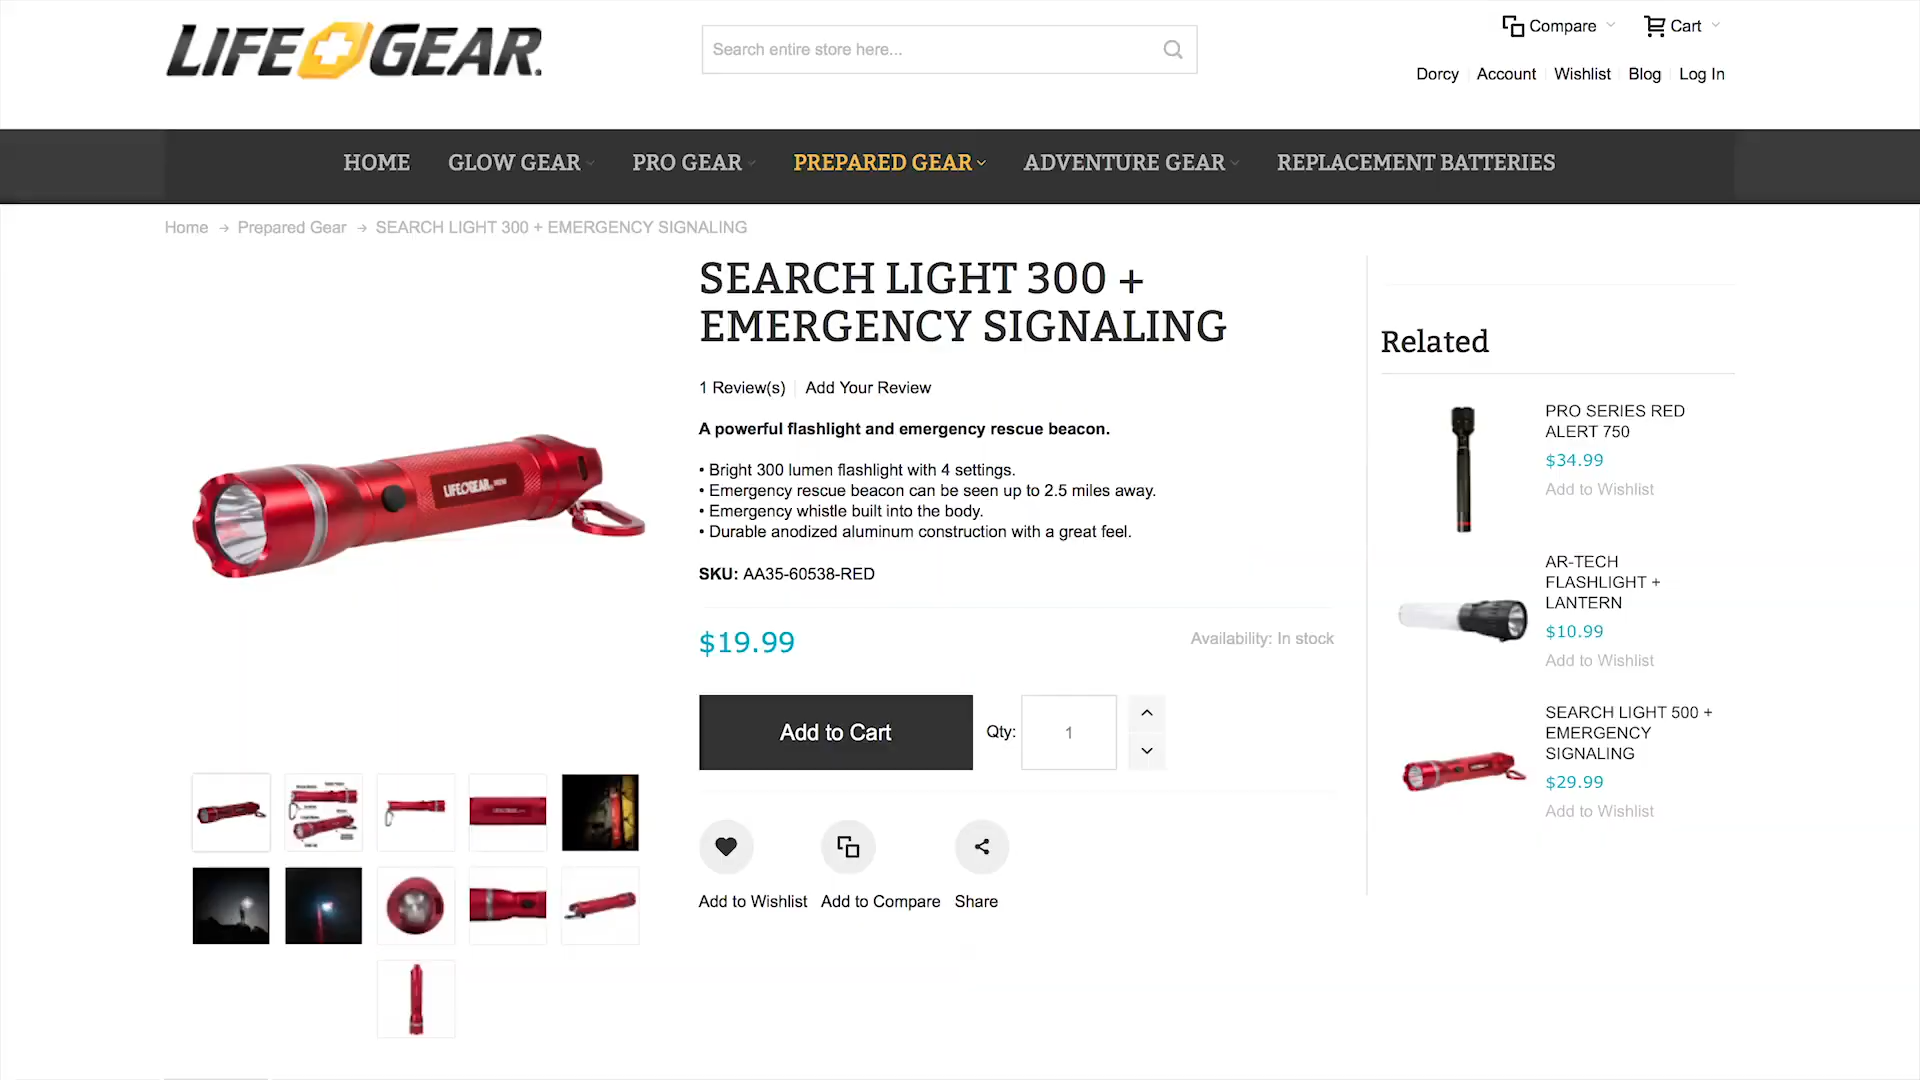 LIFE GEAR.
Search entire store here...
Compare
Cart
Dorcy
Account
Wishlist
Blog
Log In
HOME
GLOW GEAR
PRO GEAR
PREPARED GEAR
ADVENTURE GEAR
REPLACEMENT BATTERIES
Home → Prepared Gear → SEARCH LIGHT 300 + EMERGENCY SIGNALING
SEARCH LIGHT 300 +
EMERGENCY SIGNALING
1 Review(s)
Add Your Review
A powerful flashlight and emergency rescue beacon.
• Bright 300 lumen flashlight with 4 settings.
• Emergency rescue beacon can be seen up to 2.5 miles away.
• Emergency whistle built into the body.
• Durable anodized aluminum construction with a great feel.
SKU: AA35-60538-RED
$19.99
Availability: In stock
Add to Cart
Qty:
1
Add to Wishlist
Add to Compare
Share
LIFE GEAR
Related
PRO SERIES RED
ALERT 750
$34.99
Add to Wishlist
AR-TECH
FLASHLIGHT +
LANTERN
$10.99
Add to Wishlist
SEARCH LIGHT 500 +
EMERGENCY
SIGNALING
$29.99
Add to Wishlist